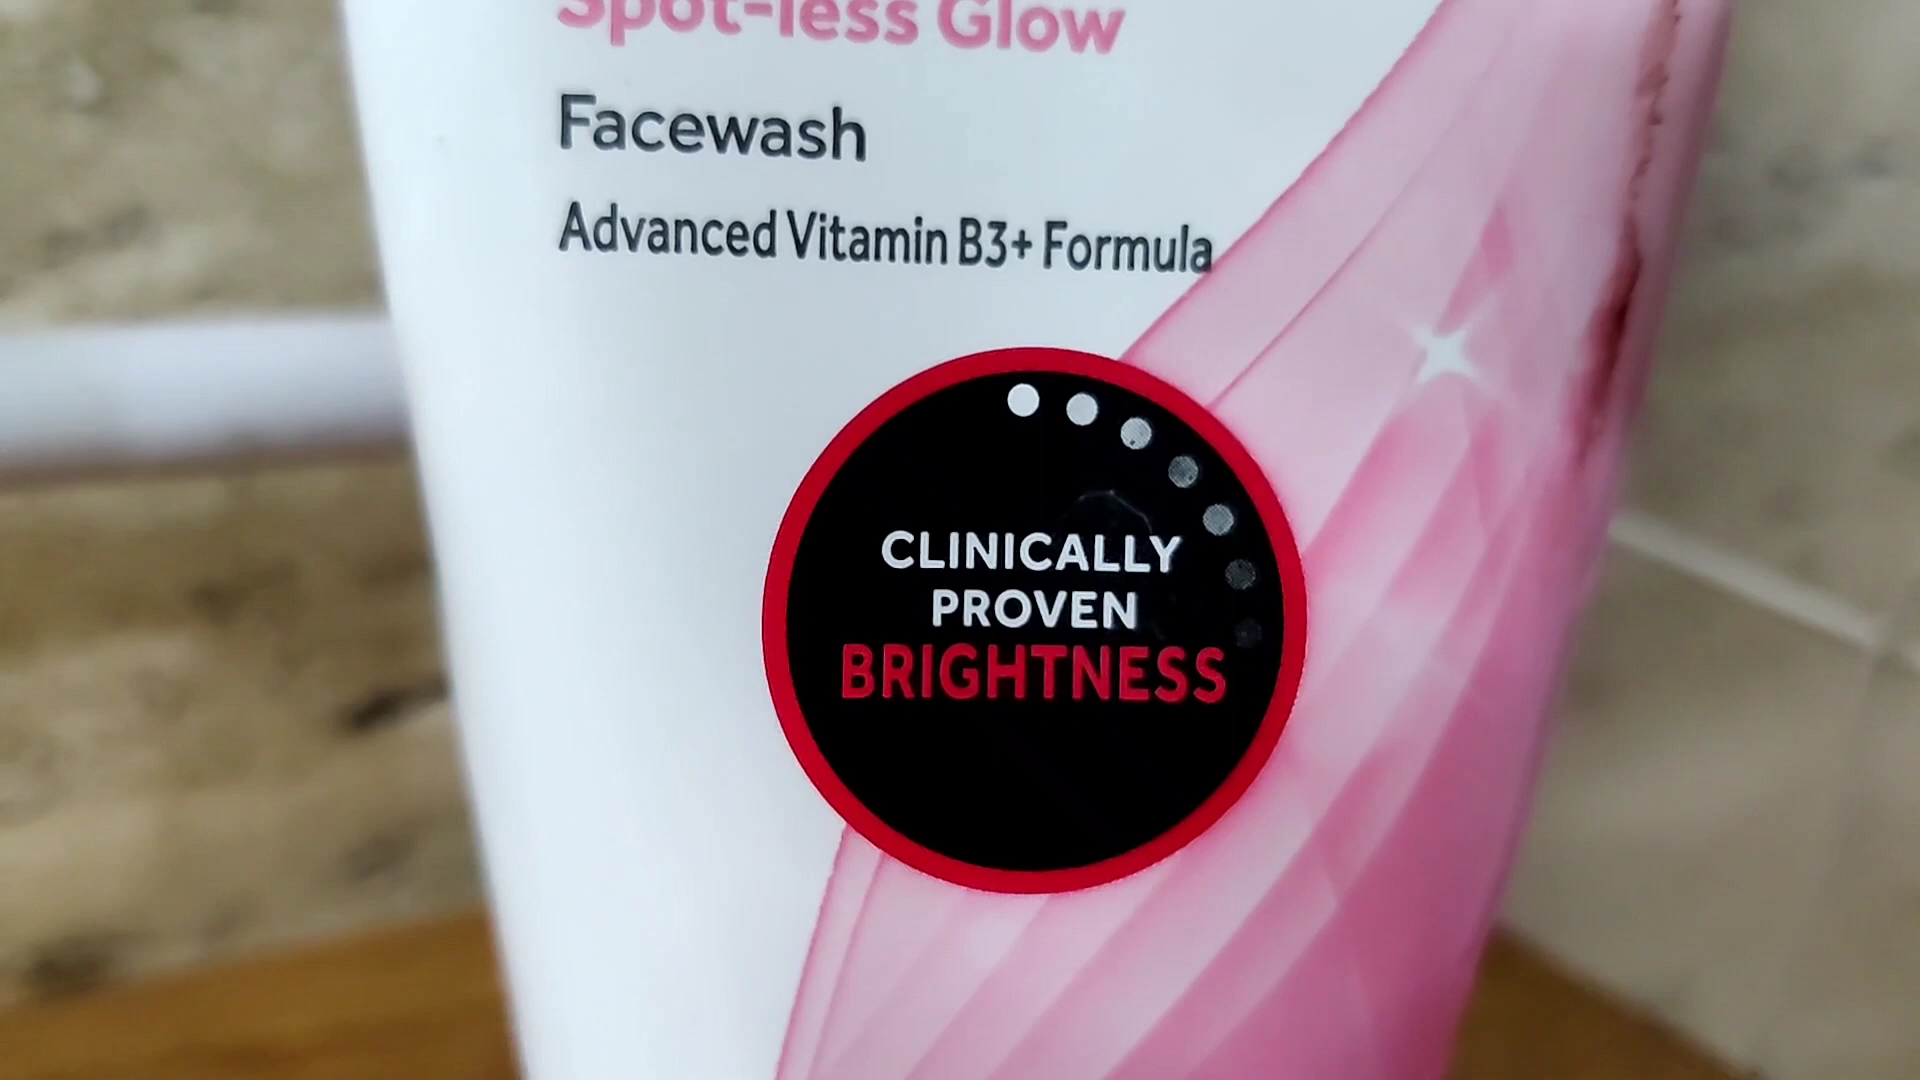 Spot-less Glow
Facewash
Advanced Vitamin B3+ Formula
CLINICALLY
PROVEN
BRIGHTNESS